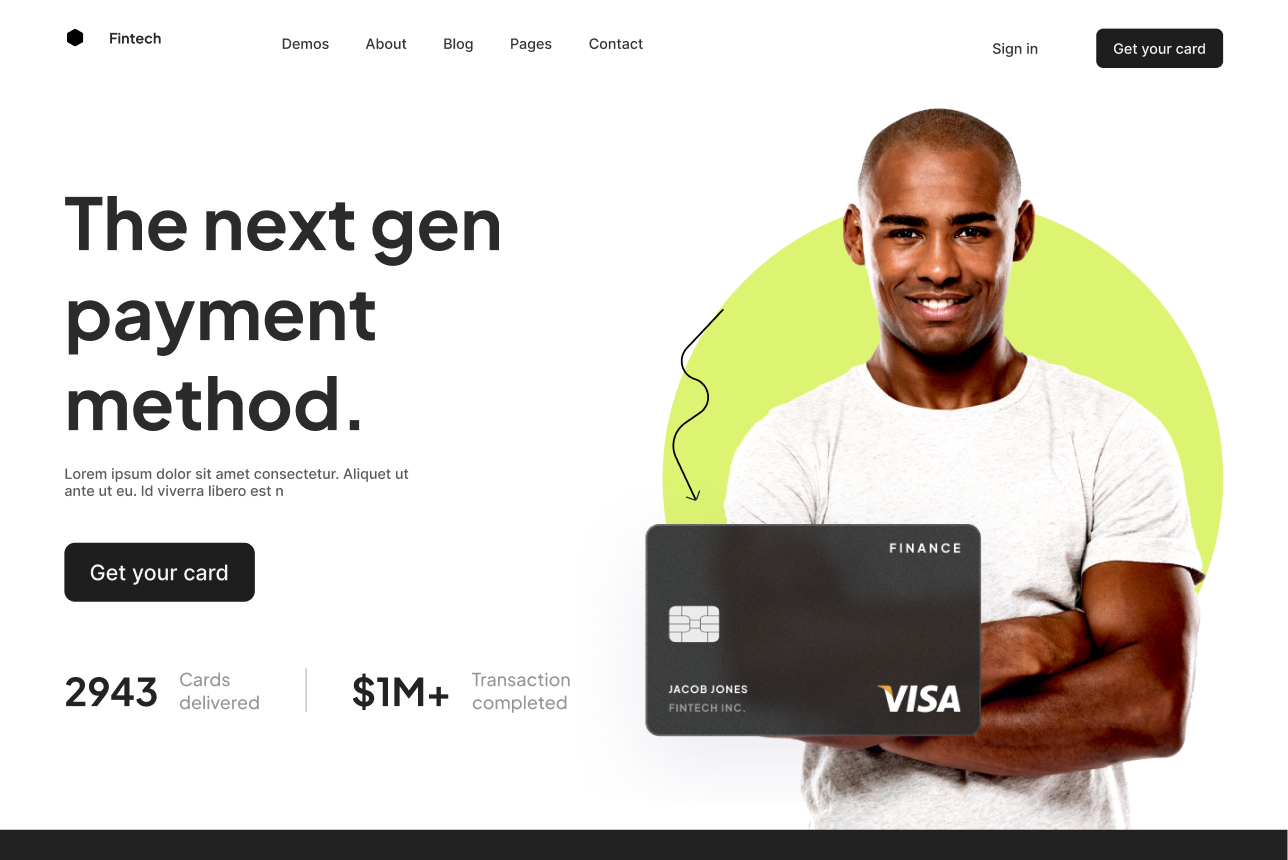 Fintech
Demos
About
Blog
Pages
Contact
Sign in
Get your card
The next gen
payment
method.
Lorem ipsum dolor sit amet consectetur. Aliquet ut
ante ut eu. Id viverra libero est n
Get your card
2943
Cards
delivered
$1M+
Transaction
completed
FINANCE
JACOB JONES
FINTECH INC.
VISA